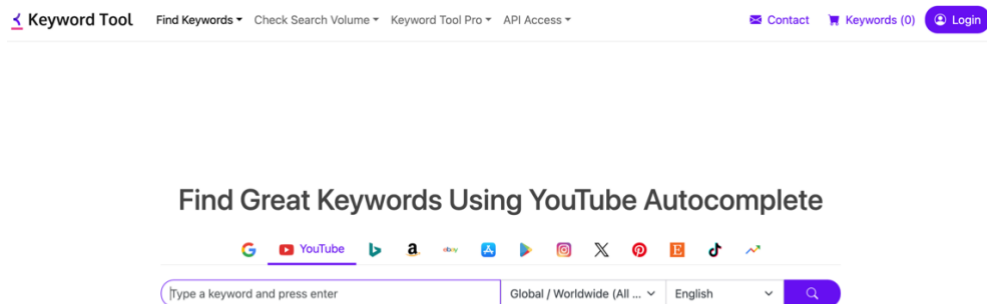 Keyword Tool Find Keywords Check Search Volume Keyword Tool Pro API Access Contact Keywords (0) Login
Find Great Keywords Using YouTube Autocomplete
YouTube a ebay X E
Type a keyword and press enter Global / Worldwide (All ... English